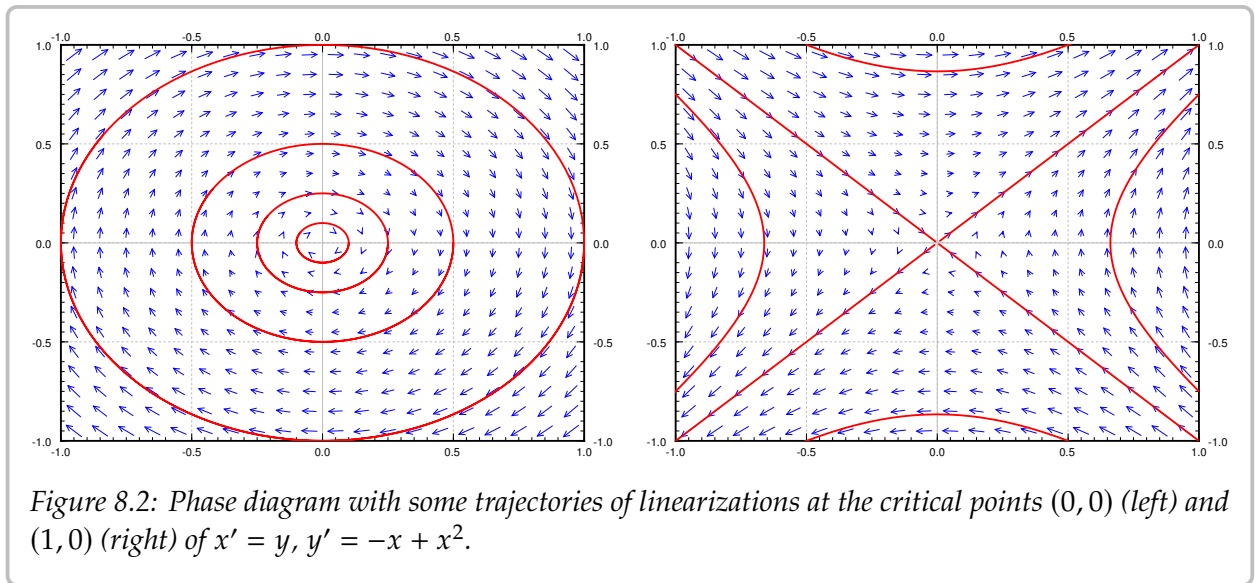 -1.0 -0.5 0.0 0.5 1.0 -1.0 -0.5 0.0 0.5 1.0
1.0 1.0 1.0 1.0
0.5 0.5 0.5 0.5
0.0 0.0 0.0 0.0
-0.5 -0.5 -0.5 -0.5
-1.0 -1.0 -1.0 -1.0
-1.0 -0.5 0.0 0.5 1.0 -1.0 -0.5 0.0 0.5 1.0
Figure 8.2: Phase diagram with some trajectories of linearizations at the critical points (0, 0) (left) and
(1, 0) (right) of x′ = y, y′ = −x + x².